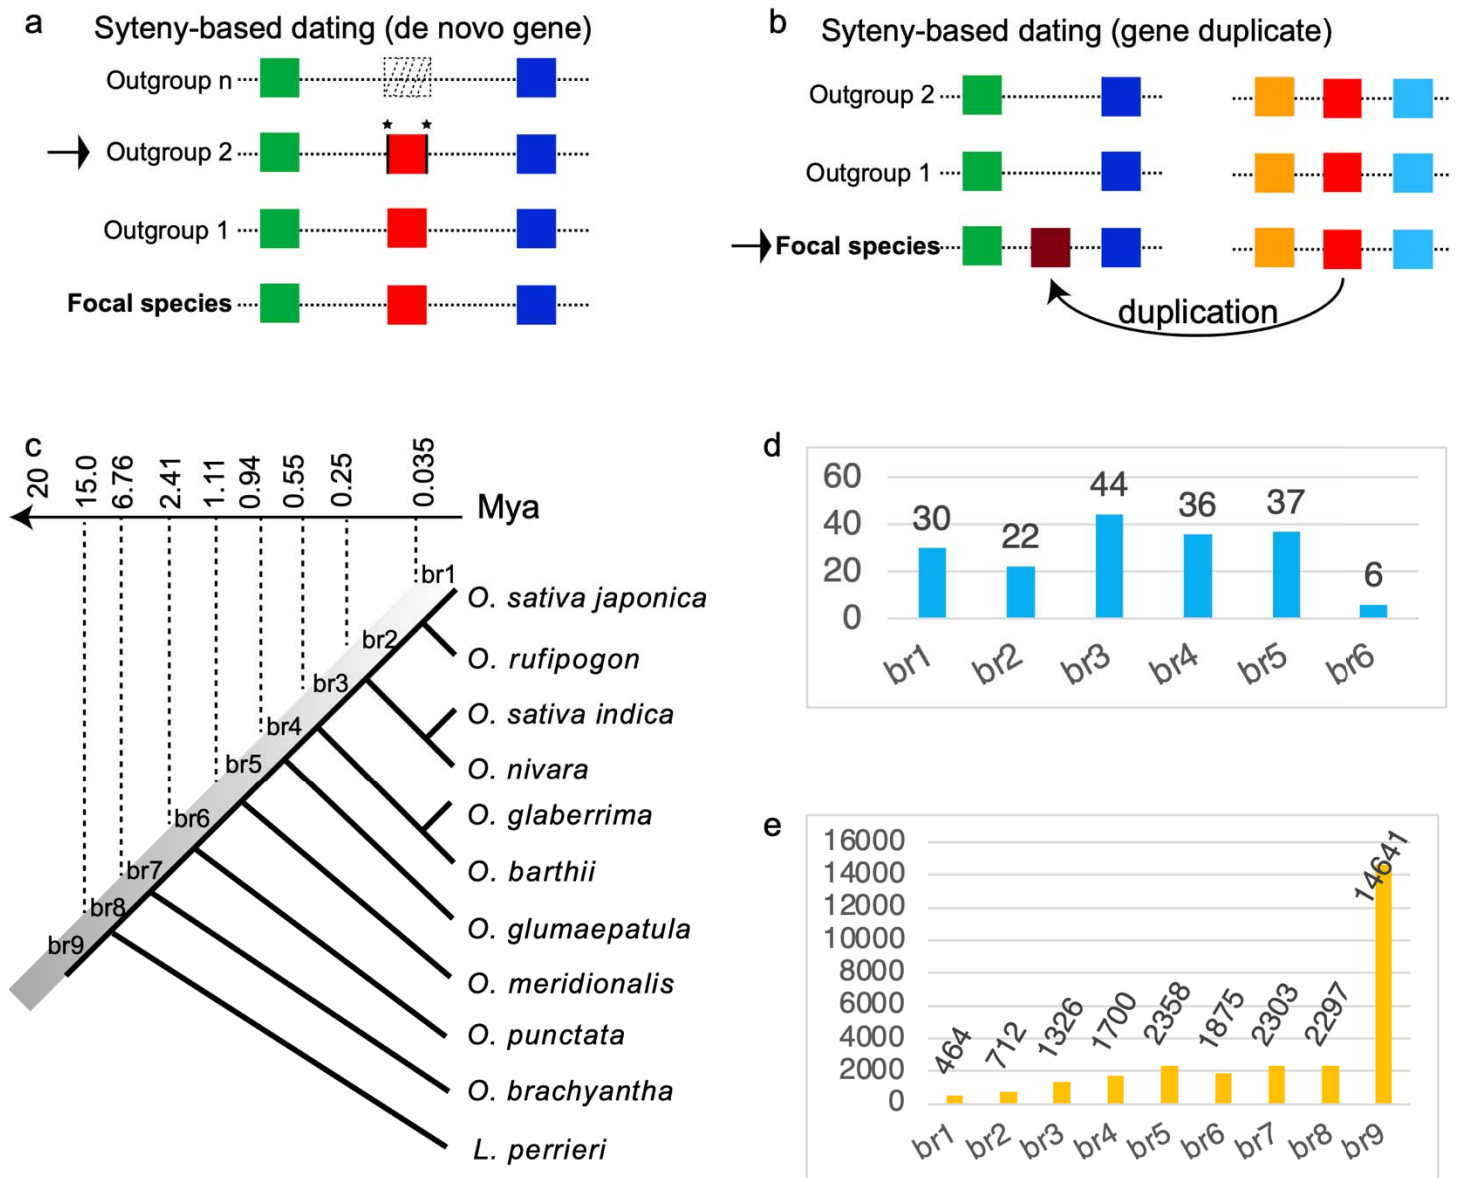 a
Syteny-based dating (de novo gene)
Outgroup n
Outgroup 2
Outgroup 1
Focal species
b
Syteny-based dating (gene duplicate)
Outgroup 2
Outgroup 1
Focal species
duplication
c
20
15.0
6.76
2.41
1.11
0.94
0.55
0.25
0.035
Mya
br1
br2
br3
br4
br5
br6
br7
br8
br9
O. sativa japonica
O. rufipogon
O. sativa indica
O. nivara
O. glaberrima
O. barthii
O. glumaepatula
O. meridionalis
O. punctata
O. brachyantha
L. perrieri
d
60
40
20
0
30
22
44
36
37
6
br1
br2
br3
br4
br5
br6
e
16000
14000
12000
10000
8000
6000
4000
2000
0
464
712
1326
1700
2358
1875
2303
2297
14641
br1
br2
br3
br4
br5
br6
br7
br8
br9